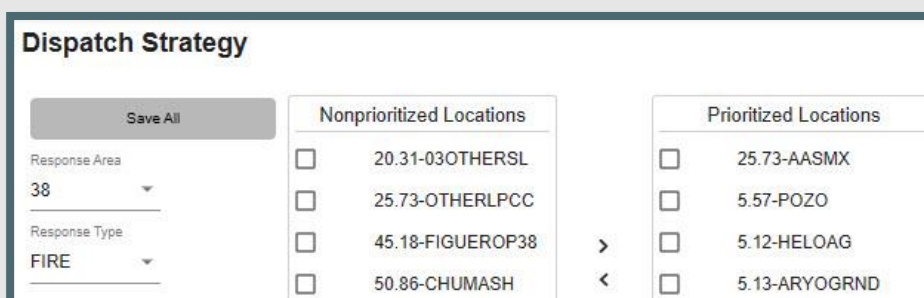 Dispatch Strategy
Save All
Response Area
38
Response Type
FIRE
Nonprioritized Locations
20.31-03OTHERSL
25.73-OTHERLPCC
45.18-FIGUEROP38
50.86-CHUMASH
>
<
Prioritized Locations
25.73-AASMX
5.57-POZO
5.12-HELOAG
5.13-ARYOGRND